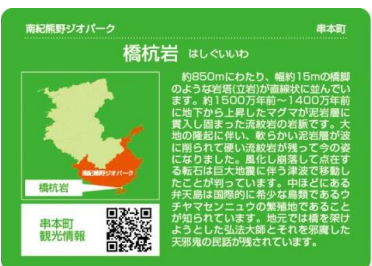 南紀熊野ジオパーク
串本町
橋杭岩 はしぐいいわ
約850mにわたり、幅約15mの橋脚
のような岩塔(立岩)が直線状に並んでい
ます。約1500万年前〜1400万年前
に地下から上昇したマグマが泥岩層に
貫入し固まった流紋岩の岩脈です。大
地の隆起に伴い、軟らかい泥岩層が波
に削られて硬い流紋岩が残って今の姿
になりました。風化し崩落して点在す
る転石は巨大地震に伴う津波で移動し
たことが判っています。中ほどにある
弁天島は国際的に希少な鳥類であるウ
チヤマセンニュウの繁殖地であること
が知られています。地元では橋を架け
ようとした弘法大師とそれを邪魔した
天邪鬼の民話が残されています。
南紀熊野ジオパーク
橋杭岩
串本町
観光情報